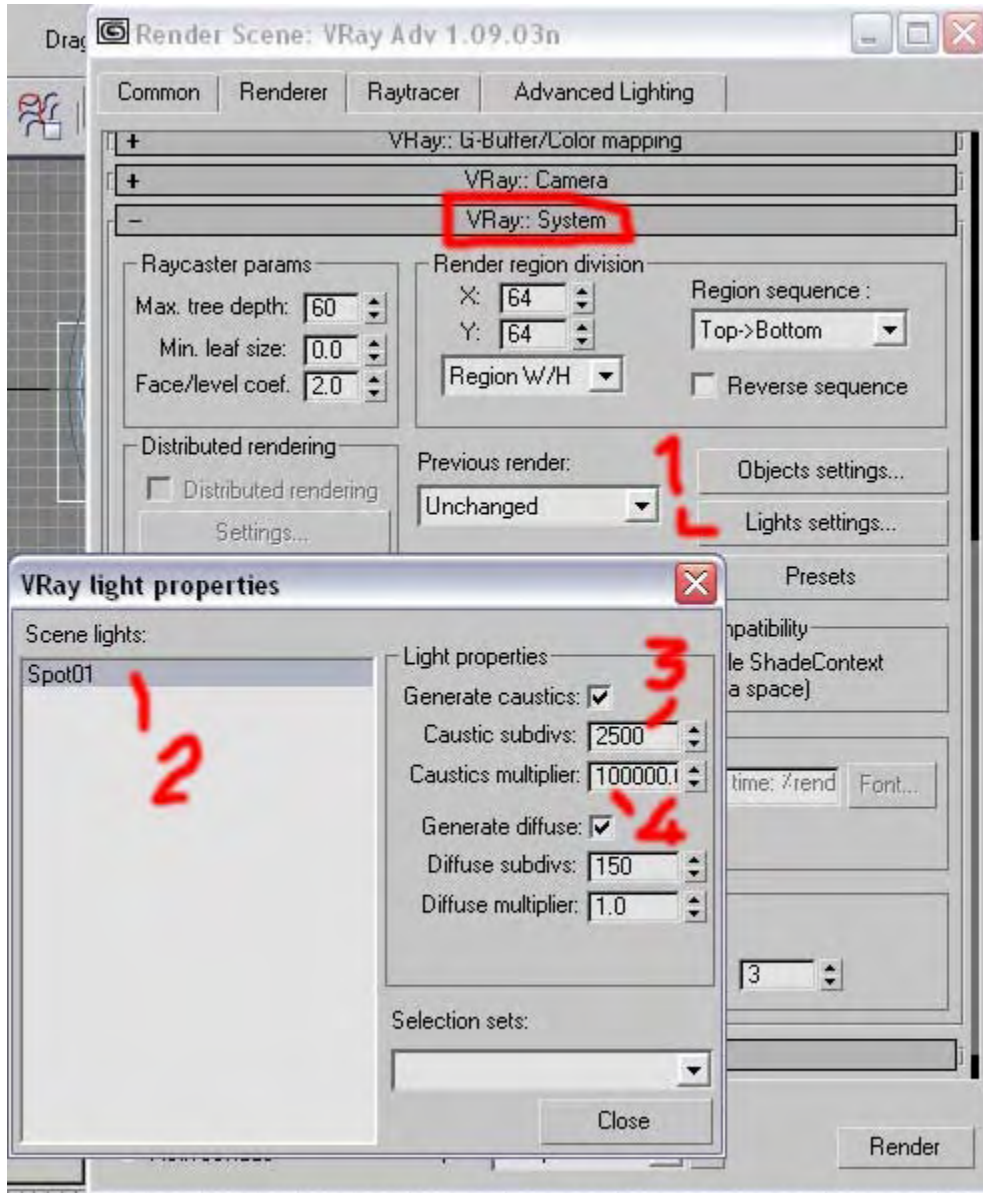 Drag
Render Scene: VRay Adv 1.09.03n
Common Renderer Raytracer Advanced Lighting
+ VRay:: G-Buffer/Color mapping
+ VRay:: Camera
- VRay:: System
Raycaster params
Max. tree depth: 60
Min. leaf size: 0.0
Face/level coef. 2.0
Render region division
X: 64
Y: 64
Region W/H
Region sequence :
Top->Bottom
Reverse sequence
Distributed rendering
Distributed rendering
Settings...
Previous render:
Unchanged
1
Objects settings...
Lights settings...
Presets
VRay light properties
Scene lights:
Spot01
2
Light properties
3
Generate caustics:
Caustic subdivs: 2500
Caustics multiplier: 100000.
4
Generate diffuse:
Diffuse subdivs: 150
Diffuse multiplier: 1.0
Selection sets:
Close
mpatibility
le ShadeContext
a space)
time: %rend Font...
3
Render